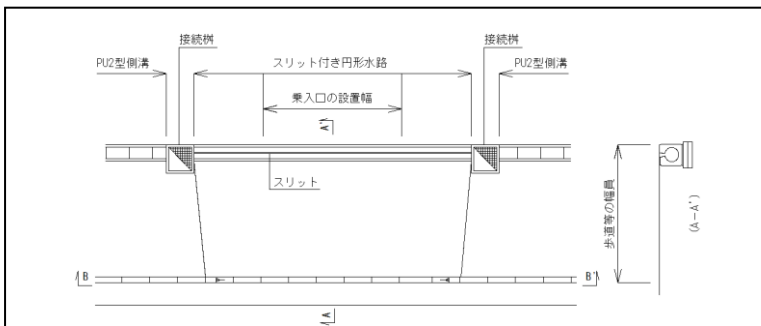 接続桝
接続桝
PU2型側溝
スリット付き円形水路
PU2型側溝
乗入口の設置幅
A'
スリット
歩道等の幅員
(A-A')
B
B'
A